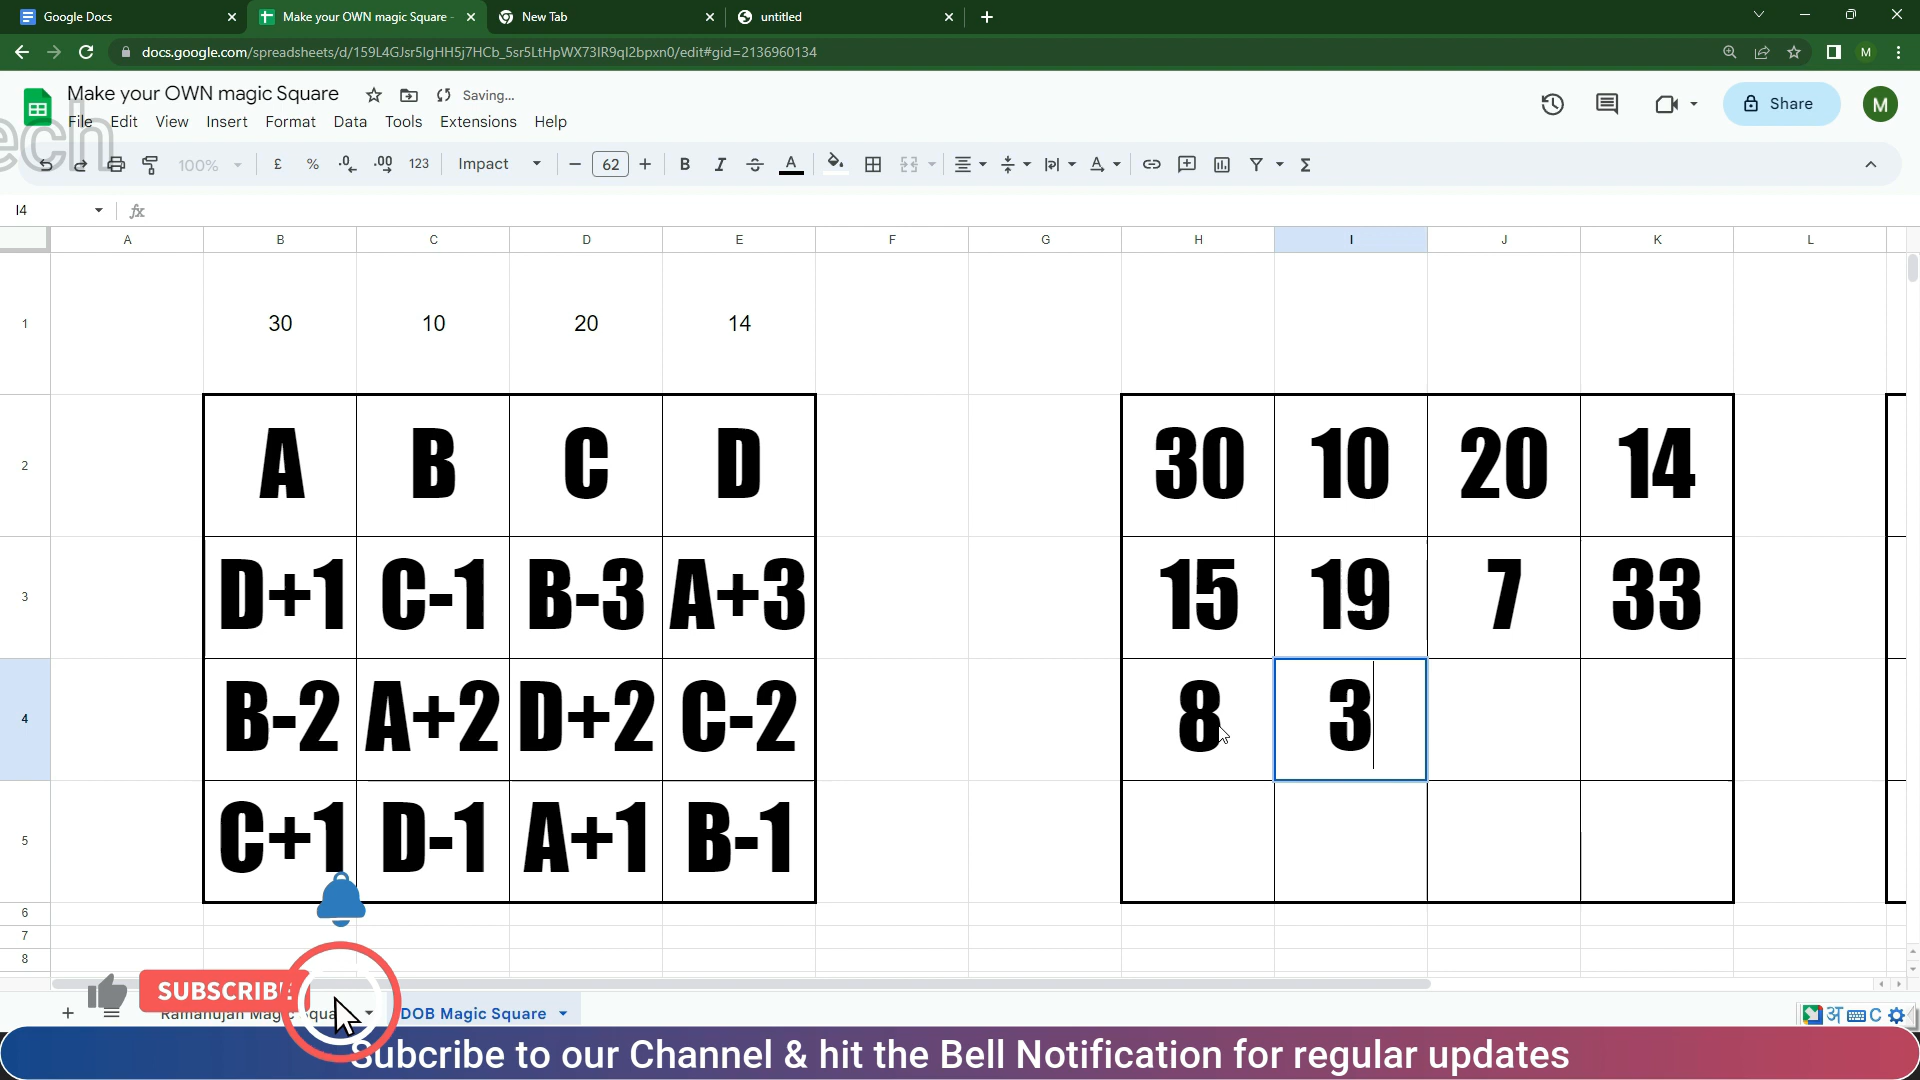 Google Docs
Make your OWN magic Square -
New Tab
untitled
docs.google.com/spreadsheets/d/159L4GJsr5IgHH5j7HCb_5sr5LtHpWX73IR9qI2bpxn0/edit#gid=2136960134
M
Make your OWN magic Square
Saving...
File Edit View Insert Format Data Tools Extensions Help
Share
M
ech
100% £ % .0 .00 123 Impact 62 B I S A
I4
fx
A B C D E F G H I J K L
1 30 10 20 14
2 A B C D 30 10 20 14
3 D+1 C-1 B-3 A+3 15 19 7 33
4 B-2 A+2 D+2 C-2 8 3
5 C+1 D-1 A+1 B-1
6
7
8
SUBSCRIBE
DOB Magic Square
अ C
Subcribe to our Channel & hit the Bell Notification for regular updates